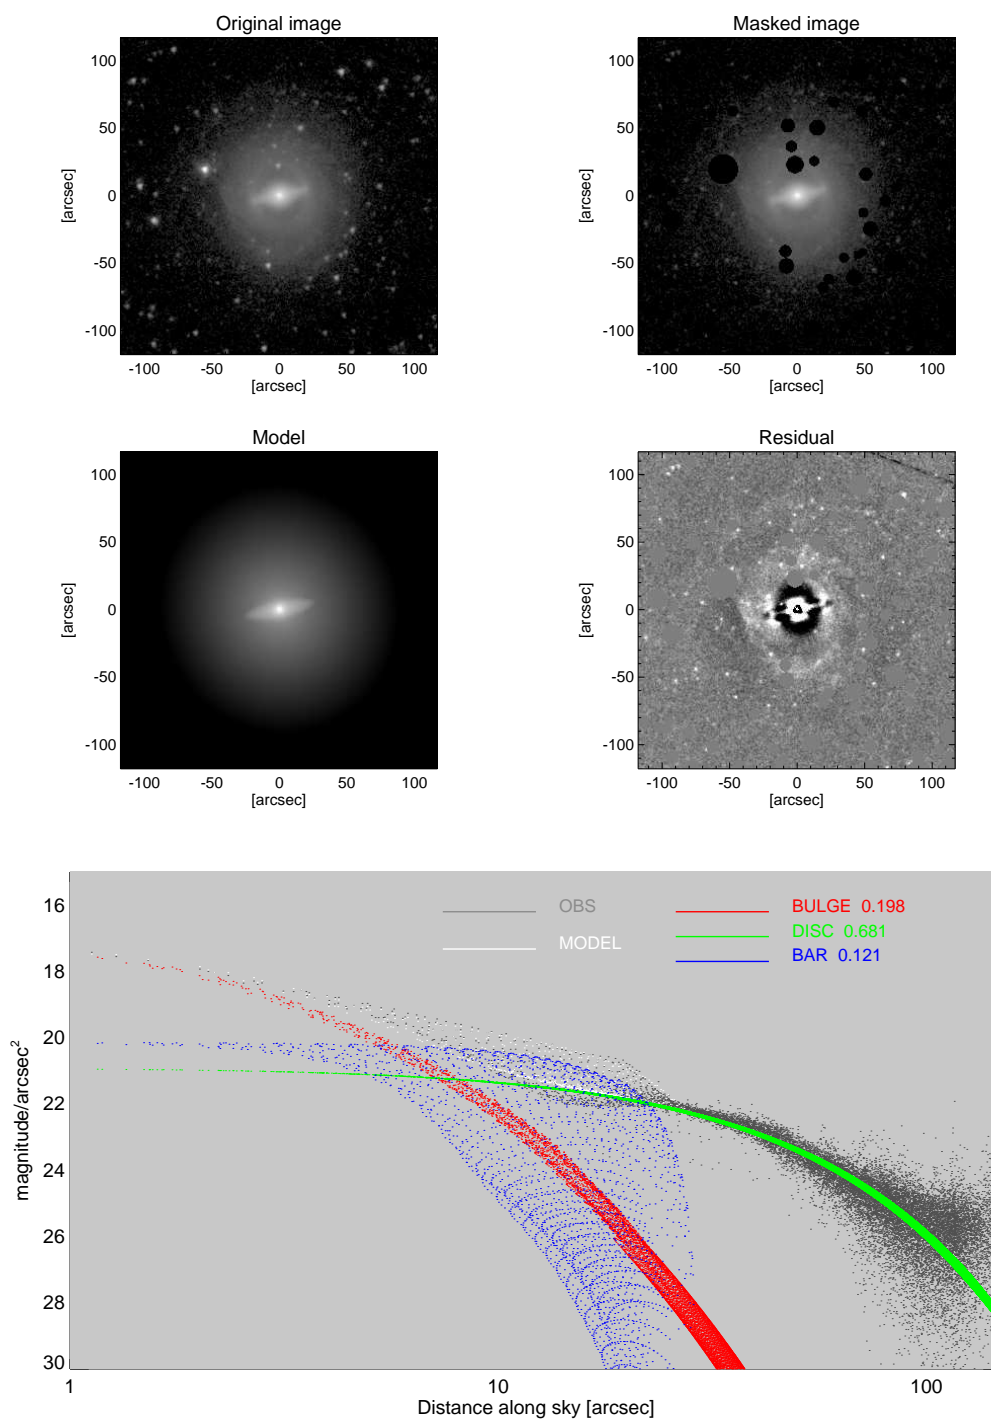 Original image
Masked image
[arcsec]
100
50
0
-50
-100
-100 -50 0 50 100
[arcsec]
[arcsec]
100
50
0
-50
-100
-100 -50 0 50 100
[arcsec]
Model
Residual
[arcsec]
100
50
0
-50
-100
-100 -50 0 50 100
[arcsec]
[arcsec]
100
50
0
-50
-100
-100 -50 0 50 100
[arcsec]
magnitude/arcsec²
16
18
20
22
24
26
28
30
OBS
MODEL
BULGE 0.198
DISC 0.681
BAR 0.121
1 10 100
Distance along sky [arcsec]